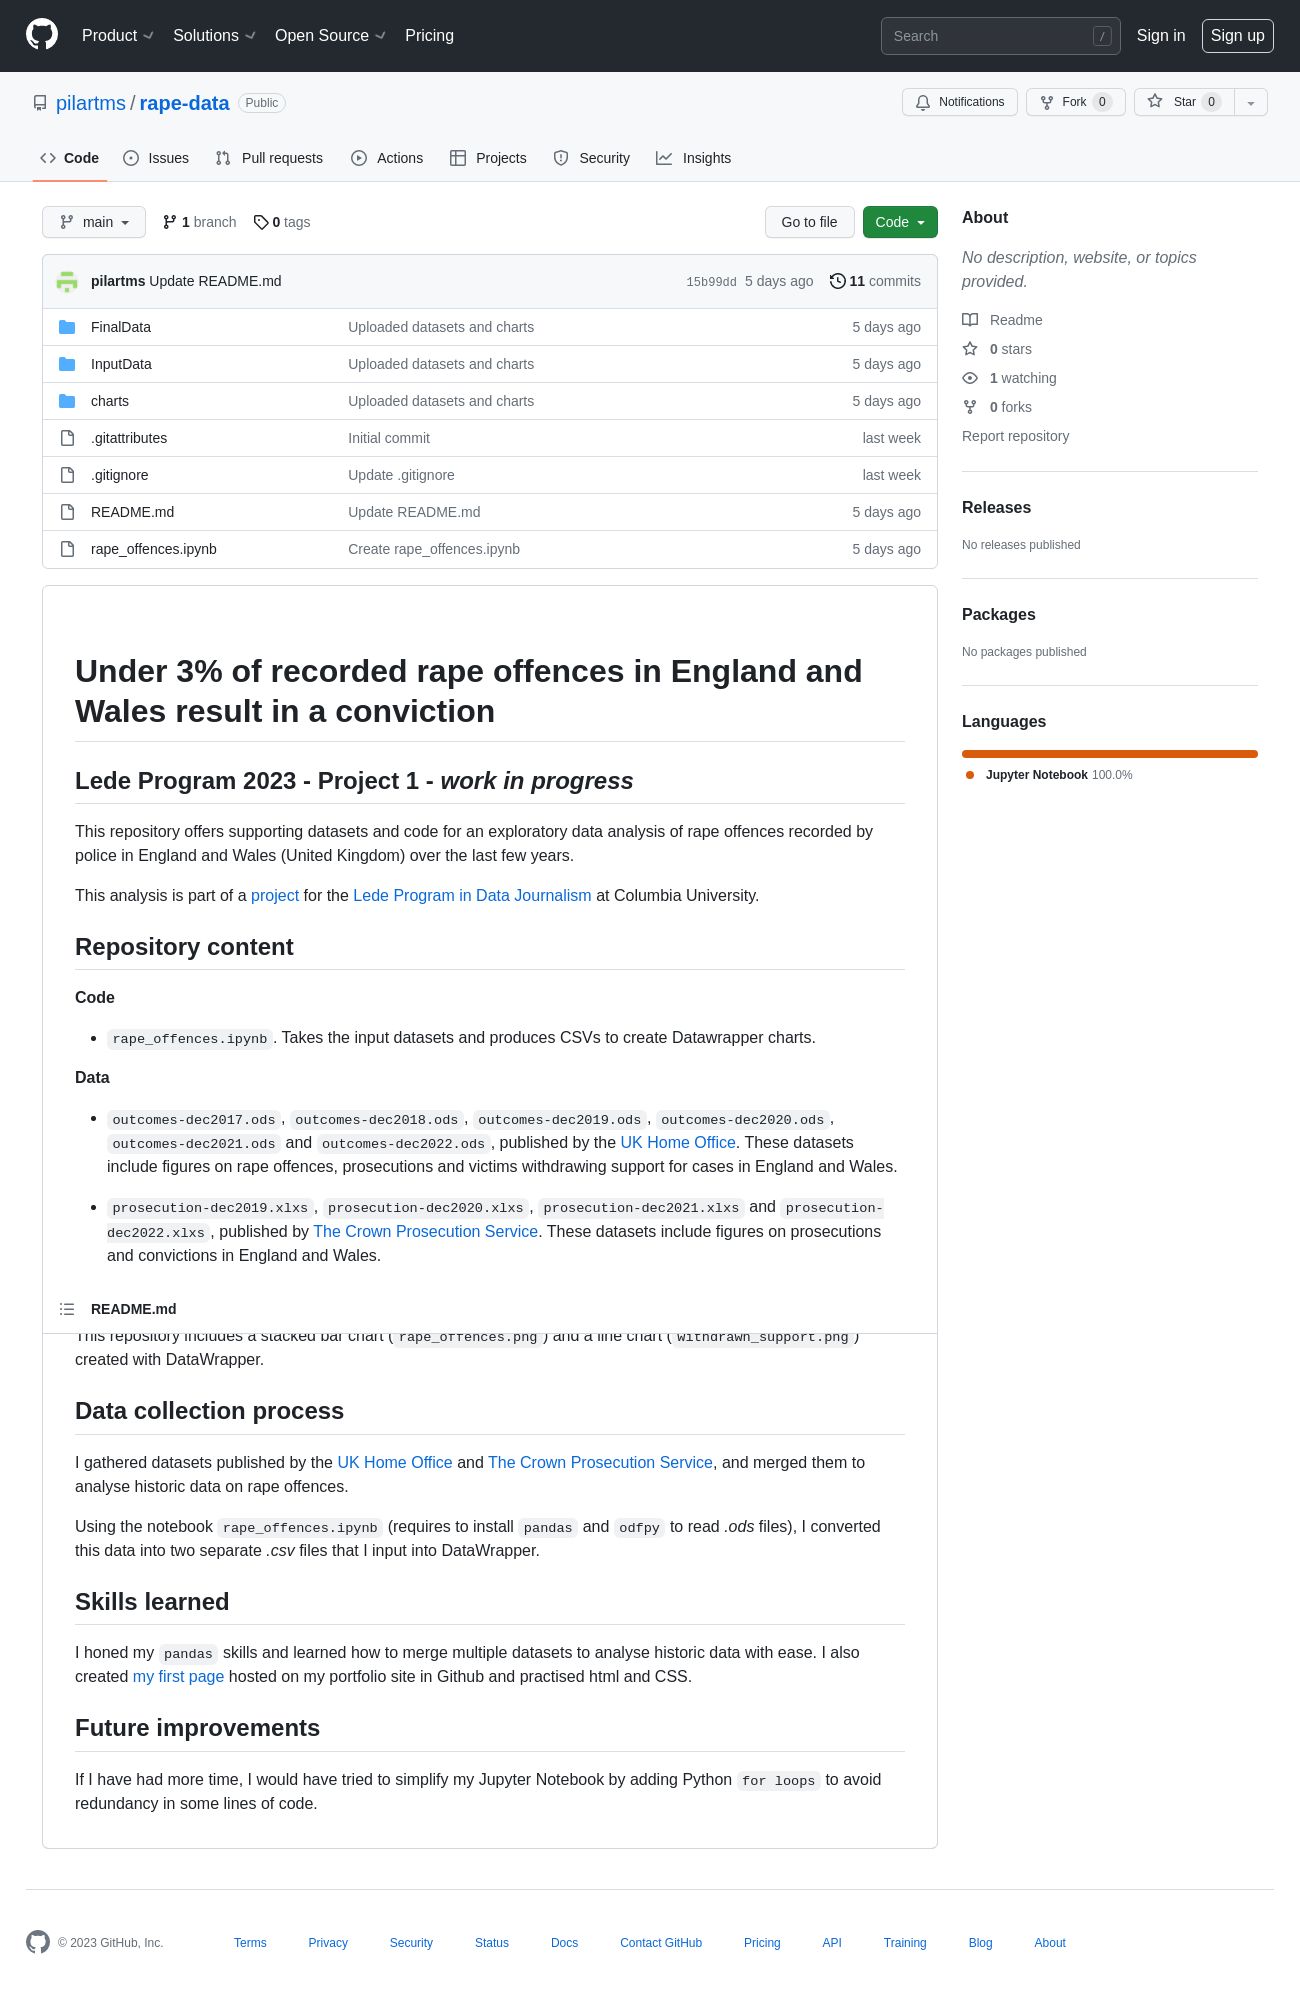 Product
Solutions
Open Source
Pricing
Search
/
Sign in
Sign up
pilartms / rape-data Public
Notifications
Fork 0
Star 0
Code
Issues
Pull requests
Actions
Projects
Security
Insights
main
1 branch
0 tags
Go to file
Code
pilartms Update README.md 15b99dd 5 days ago 11 commits
FinalData Uploaded datasets and charts 5 days ago
InputData Uploaded datasets and charts 5 days ago
charts Uploaded datasets and charts 5 days ago
.gitattributes Initial commit last week
.gitignore Update .gitignore last week
README.md Update README.md 5 days ago
rape_offences.ipynb Create rape_offences.ipynb 5 days ago
Under 3% of recorded rape offences in England and
Wales result in a conviction
Lede Program 2023 - Project 1 - work in progress
This repository offers supporting datasets and code for an exploratory data analysis of rape offences recorded by
police in England and Wales (United Kingdom) over the last few years.
This analysis is part of a project for the Lede Program in Data Journalism at Columbia University.
Repository content
Code
rape_offences.ipynb. Takes the input datasets and produces CSVs to create Datawrapper charts.
Data
outcomes-dec2017.ods, outcomes-dec2018.ods, outcomes-dec2019.ods, outcomes-dec2020.ods,
outcomes-dec2021.ods and outcomes-dec2022.ods, published by the UK Home Office. These datasets
include figures on rape offences, prosecutions and victims withdrawing support for cases in England and Wales.
prosecution-dec2019.xlxs, prosecution-dec2020.xlxs, prosecution-dec2021.xlxs and prosecution-
dec2022.xlxs, published by The Crown Prosecution Service. These datasets include figures on prosecutions
and convictions in England and Wales.
README.md
This repository includes a stacked bar chart (rape_offences.png) and a line chart (withdrawn_support.png)
created with DataWrapper.
Data collection process
I gathered datasets published by the UK Home Office and The Crown Prosecution Service, and merged them to
analyse historic data on rape offences.
Using the notebook rape_offences.ipynb (requires to install pandas and odfpy to read .ods files), I converted
this data into two separate .csv files that I input into DataWrapper.
Skills learned
I honed my pandas skills and learned how to merge multiple datasets to analyse historic data with ease. I also
created my first page hosted on my portfolio site in Github and practised html and CSS.
Future improvements
If I have had more time, I would have tried to simplify my Jupyter Notebook by adding Python for loops to avoid
redundancy in some lines of code.
About
No description, website, or topics
provided.
Readme
0 stars
1 watching
0 forks
Report repository
Releases
No releases published
Packages
No packages published
Languages
Jupyter Notebook 100.0%
© 2023 GitHub, Inc.
Terms
Privacy
Security
Status
Docs
Contact GitHub
Pricing
API
Training
Blog
About